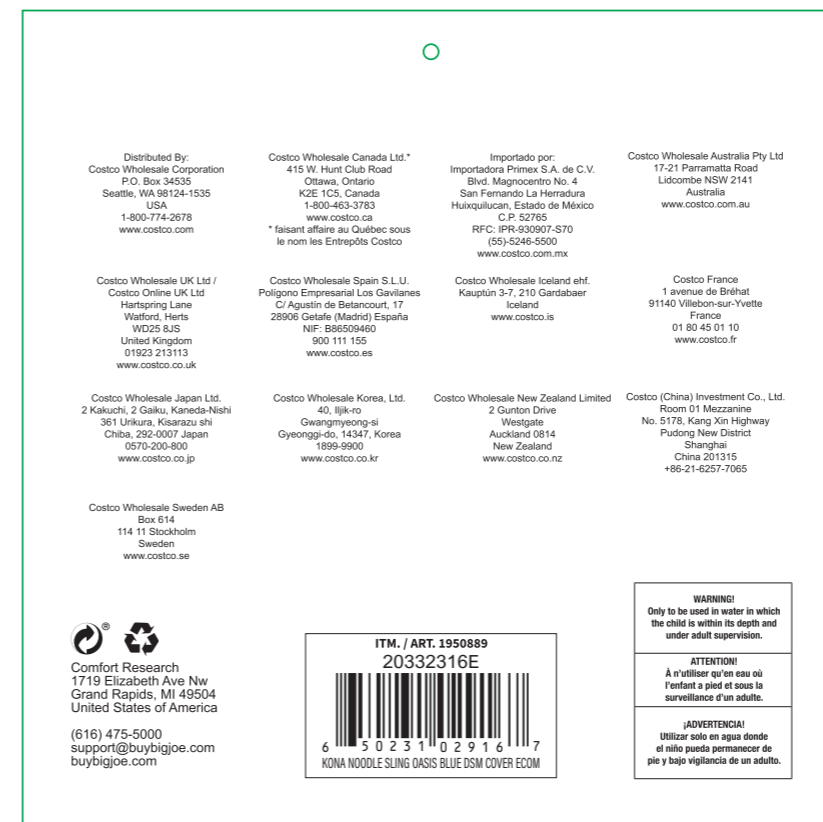 Distributed By:
Costco Wholesale Corporation
P.O. Box 34535
Seattle, WA 98124-1535
USA
1-800-774-2678
www.costco.com
Costco Wholesale Canada Ltd.*
415 W. Hunt Club Road
Ottawa, Ontario
K2E 1C5, Canada
1-800-463-3783
www.costco.ca
* faisant affaire au Québec sous
le nom les Entrepôts Costco
Importado por:
Importadora Primex S.A. de C.V.
Blvd. Magnocentro No. 4
San Fernando La Herradura
Huixquilucan, Estado de México
C.P. 52765
RFC: IPR-930907-S70
(55)-5246-5500
www.costco.com.mx
Costco Wholesale Australia Pty Ltd
17-21 Parramatta Road
Lidcombe NSW 2141
Australia
www.costco.com.au
Costco Wholesale UK Ltd /
Costco Online UK Ltd
Hartspring Lane
Watford, Herts
WD25 8JS
United Kingdom
01923 213113
www.costco.co.uk
Costco Wholesale Spain S.L.U.
Polígono Empresarial Los Gavilanes
C/ Agustín de Betancourt, 17
28906 Getafe (Madrid) España
NIF: B86509460
900 111 155
www.costco.es
Costco Wholesale Iceland ehf.
Kauptún 3-7, 210 Gardabaer
Iceland
www.costco.is
Costco France
1 avenue de Bréhat
91140 Villebon-sur-Yvette
France
01 80 45 01 10
www.costco.fr
Costco Wholesale Japan Ltd.
2 Kakuchi, 2 Gaiku, Kaneda-Nishi
361 Urikura, Kisarazu shi
Chiba, 292-0007 Japan
0570-200-800
www.costco.co.jp
Costco Wholesale Korea, Ltd.
40, Iljik-ro
Gwangmyeong-si
Gyeonggi-do, 14347, Korea
1899-9900
www.costco.co.kr
Costco Wholesale New Zealand Limited
2 Gunton Drive
Westgate
Auckland 0814
New Zealand
www.costco.co.nz
Costco (China) Investment Co., Ltd.
Room 01 Mezzanine
No. 5178, Kang Xin Highway
Pudong New District
Shanghai
China 201315
+86-21-6257-7065
Costco Wholesale Sweden AB
Box 614
114 11 Stockholm
Sweden
www.costco.se
®
Comfort Research
1719 Elizabeth Ave Nw
Grand Rapids, MI 49504
United States of America
(616) 475-5000
support@buybigjoe.com
buybigjoe.com
ITM. / ART. 1950889
20332316E
6 50231 02916 7
KONA NOODLE SLING OASIS BLUE DSM COVER ECOM
WARNING!
Only to be used in water in which
the child is within its depth and
under adult supervision.
ATTENTION!
À n'utiliser qu'en eau où
l'enfant a pied et sous la
surveillance d'un adulte.
¡ADVERTENCIA!
Utilizar solo en agua donde
el niño pueda permanecer de
pie y bajo vigilancia de un adulto.